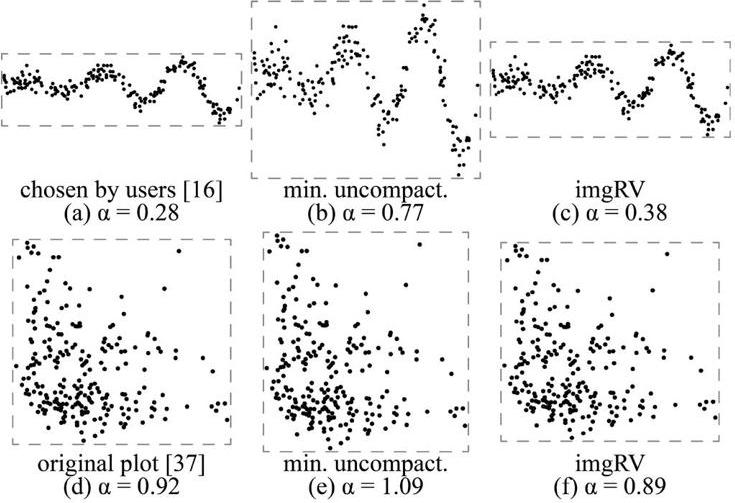 chosen by users [16] min. uncompact. imgRV
(a) α = 0.28 (b) α = 0.77 (c) α = 0.38
original plot [37] min. uncompact. imgRV
(d) α = 0.92 (e) α = 1.09 (f) α = 0.89